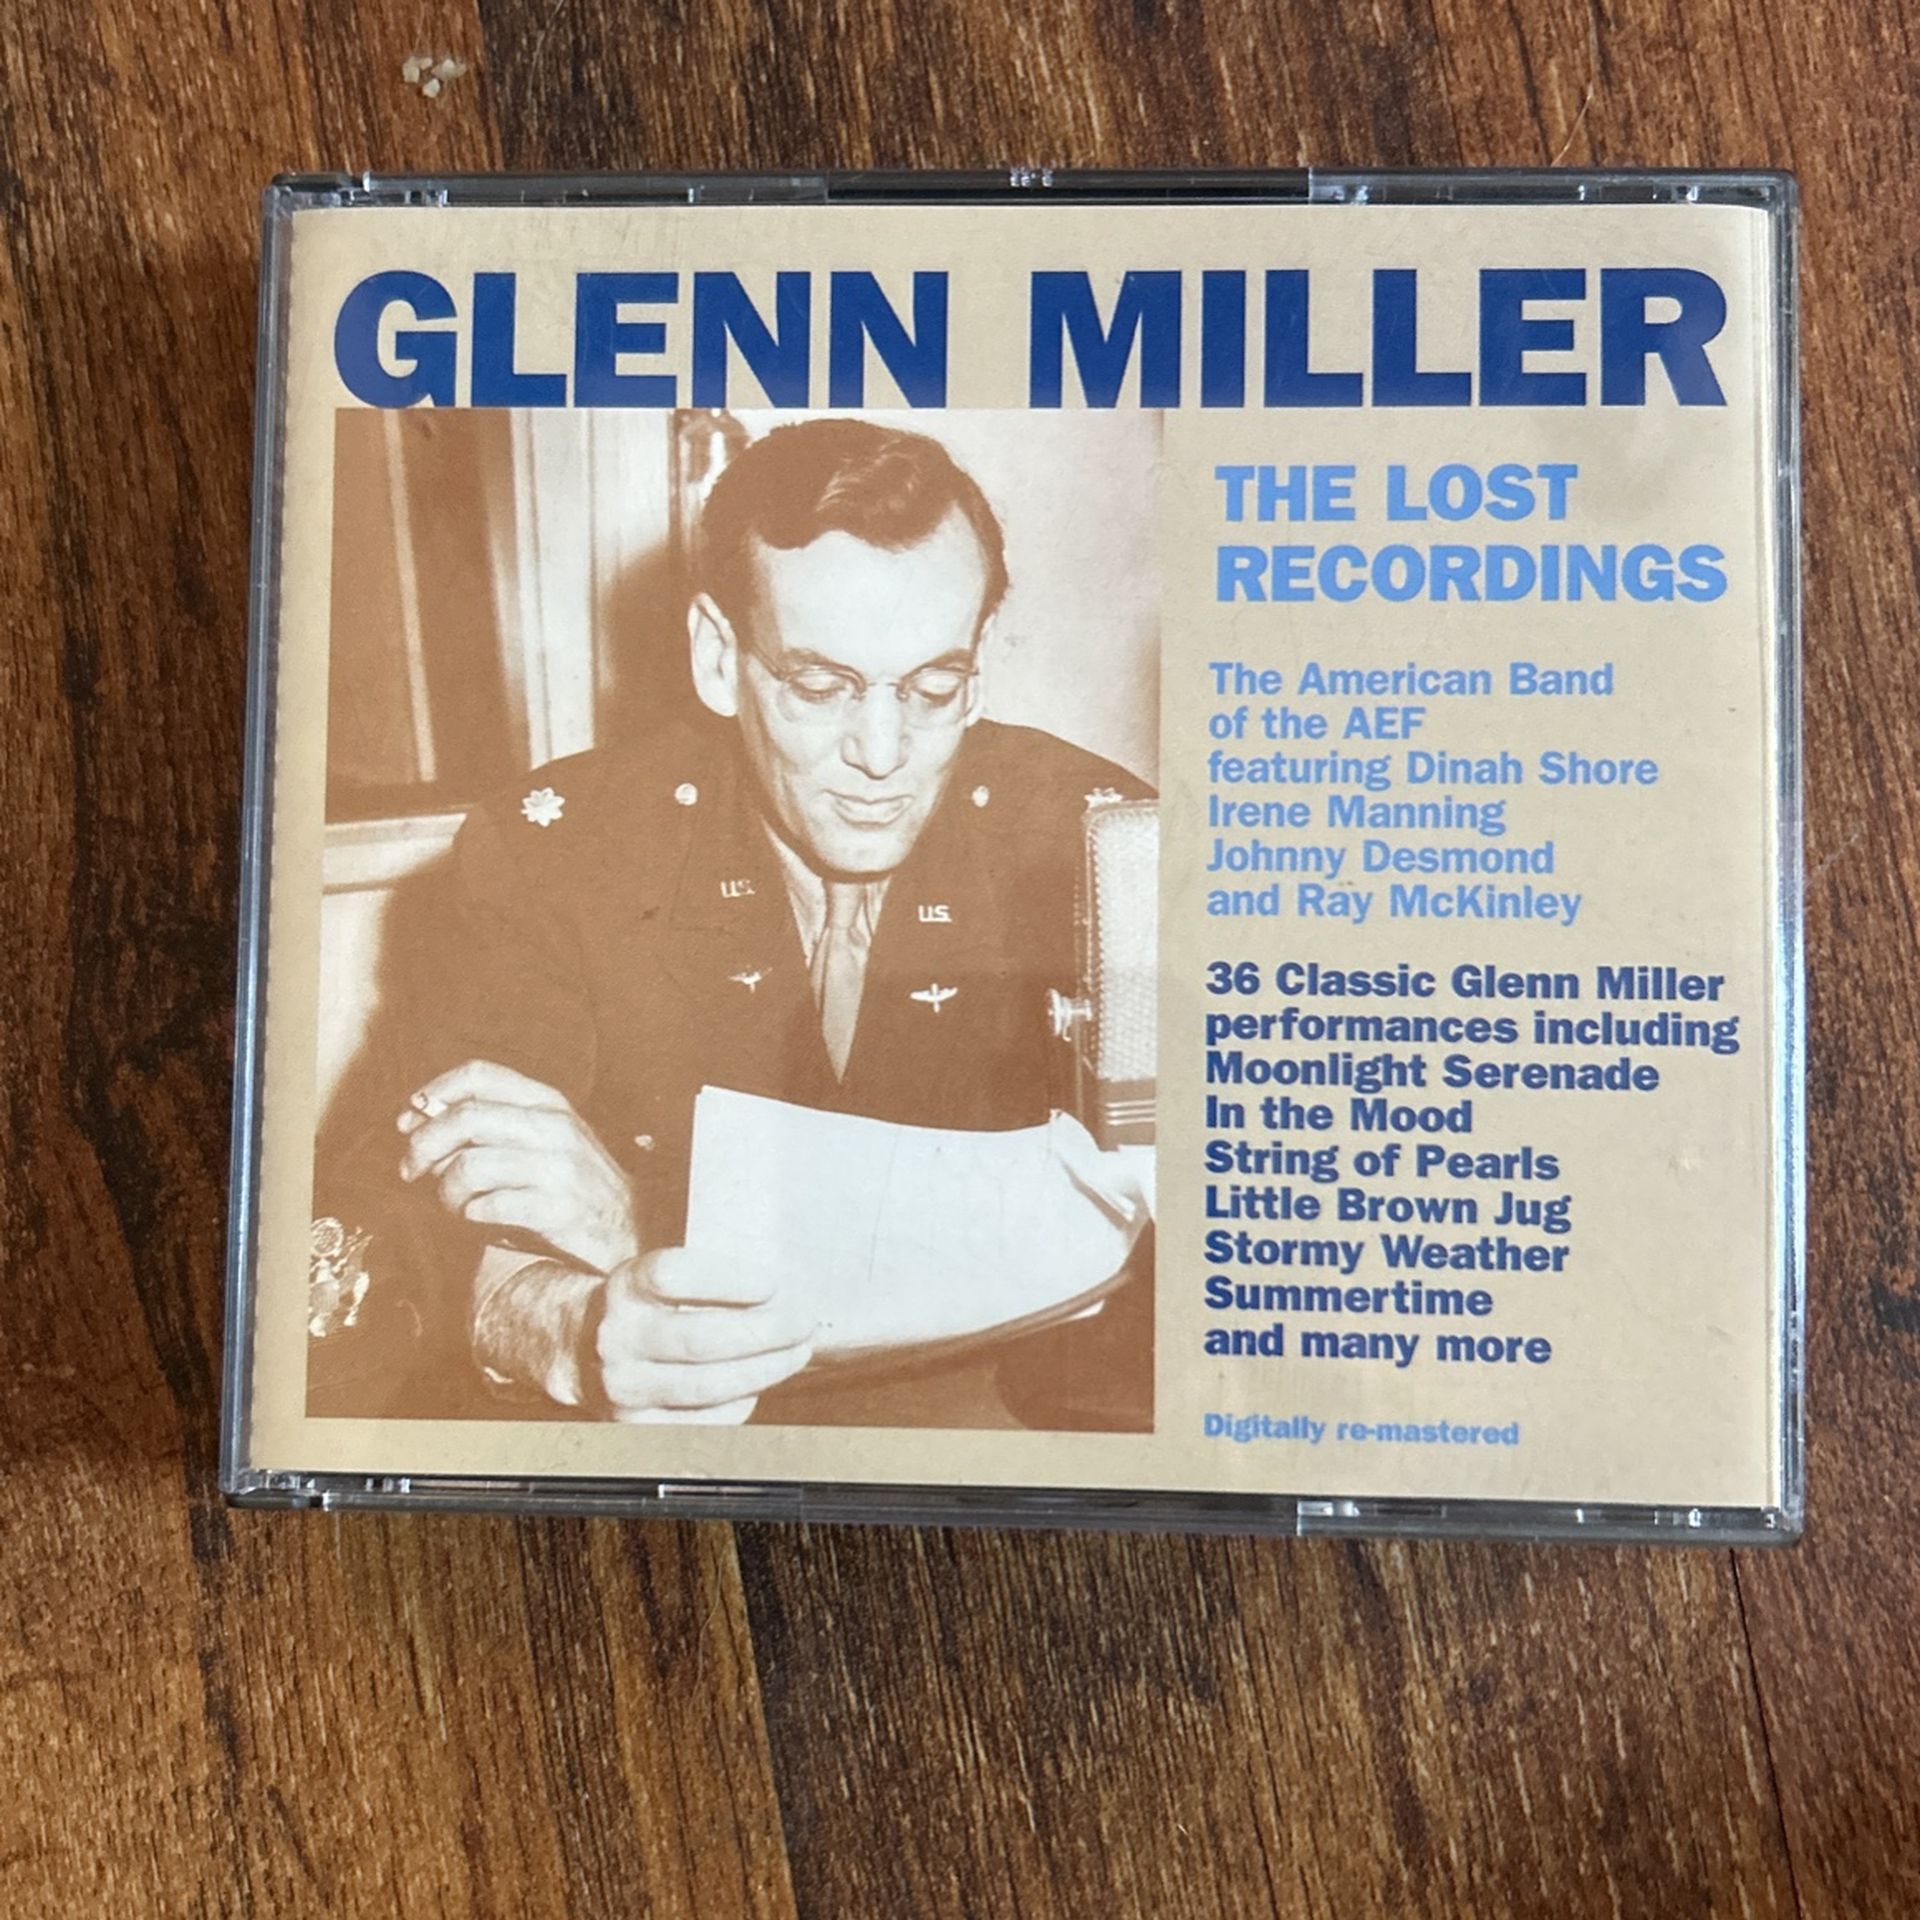 GLENN MILLER
THE LOST
RECORDINGS
The American Band
of the AEF
featuring Dinah Shore
Irene Manning
Johnny Desmond
and Ray McKinley
36 Classic Glenn Miller
performances including
Moonlight Serenade
In the Mood
String of Pearls
Little Brown Jug
Stormy Weather
Summertime
and many more
Digitally re-mastered
U.S.
U.S.